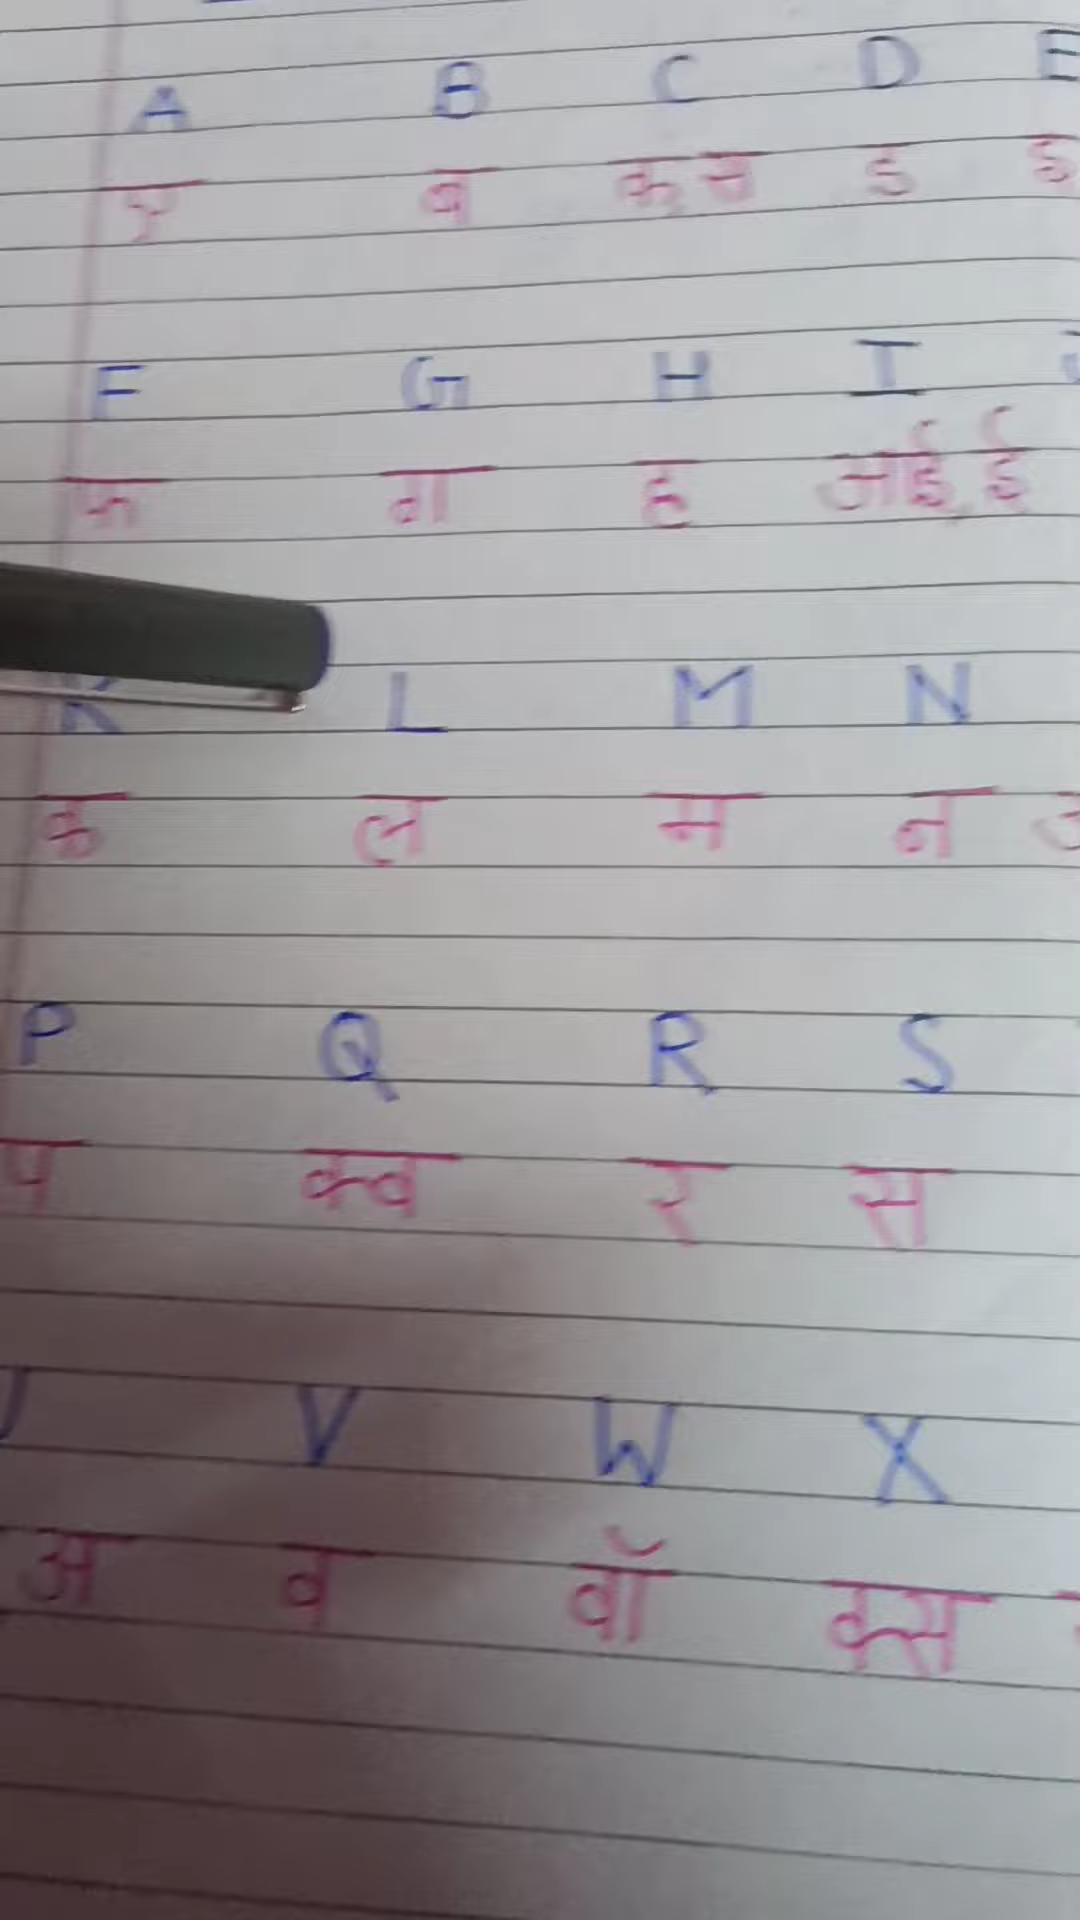 A B C D E
ए ब क,स ड इ
F G H I
फ ग ह आई,ई
K L M N
क ल म न
P Q R S
प क्व र स
V W X
अ व वॉ क्स